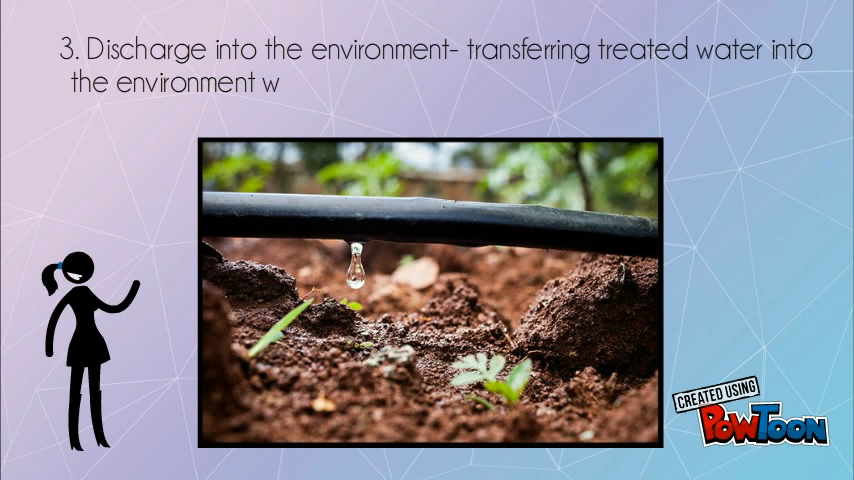 3. Discharge into the environment- transferring treated water into
the environment w
CREATED USING
POWTOON